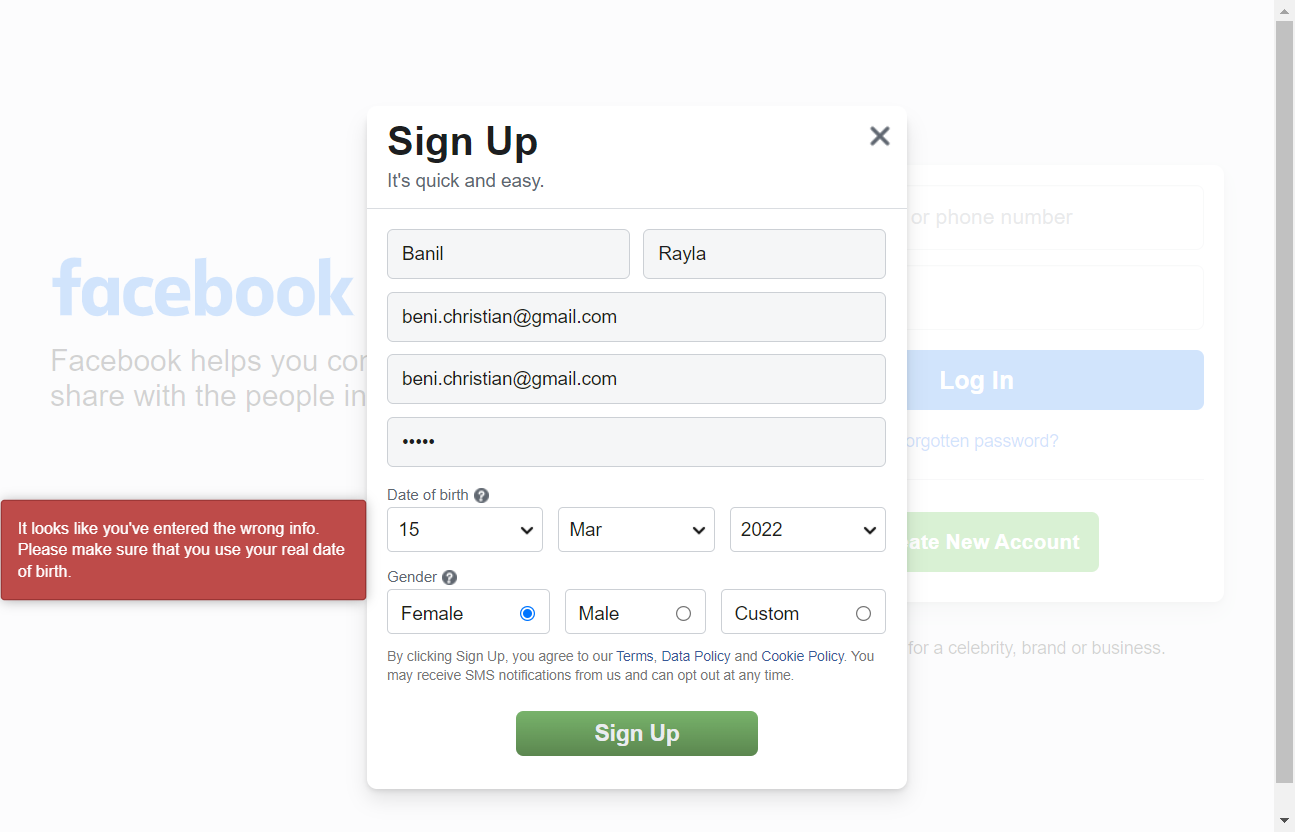 Sign Up
It's quick and easy.
Banil
Rayla
beni.christian@gmail.com
beni.christian@gmail.com
•••••
Date of birth ?
15
Mar
2022
Gender ?
Female
Male
Custom
By clicking Sign Up, you agree to our Terms, Data Policy and Cookie Policy. You
may receive SMS notifications from us and can opt out at any time.
Sign Up
It looks like you've entered the wrong info.
Please make sure that you use your real date
of birth.
facebook
Facebook helps you
share with the people in
or phone number
Log In
orgotten password?
ate New Account
for a celebrity, brand or business.